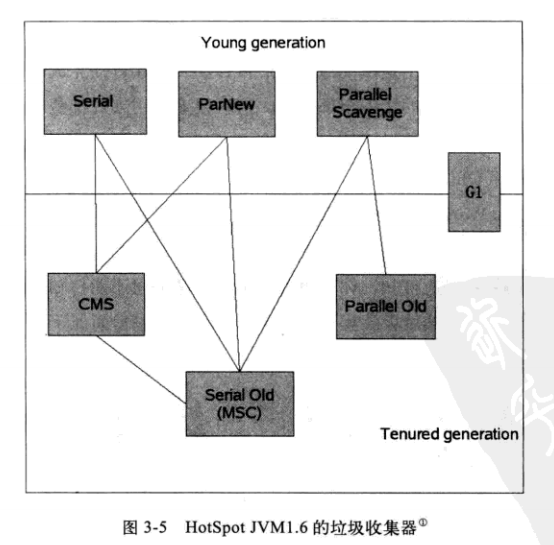 Young generation
Serial
ParNew
Parallel
Scavenge
G1
CMS
Parallel Old
Serial Old
(MSC)
Tenured generation
图 3-5 HotSpot JVM1.6 的垃圾收集器①